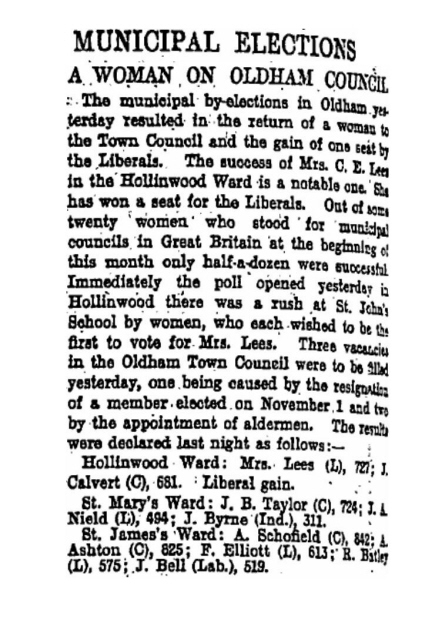 MUNICIPAL ELECTIONS
A WOMAN ON OLDHAM COUNCIL
The municipal by-elections in Oldham yes-
terday resulted in the return of a woman to
the Town Council and the gain of one seat by
the Liberals. The success of Mrs. C. E. Lees
in the Hollinwood Ward is a notable one. She
has won a seat for the Liberals. Out of some
twenty women who stood for municipal
councils in Great Britain at the beginning of
this month only half-a-dozen were successful.
Immediately the poll opened yesterday in
Hollinwood there was a rush at St. John's
School by women, who each wished to be the
first to vote for Mrs. Lees. Three vacancies
in the Oldham Town Council were to be filled
yesterday, one being caused by the resignation
of a member elected on November 1 and two
by the appointment of aldermen. The results
were declared last night as follows:—
Hollinwood Ward: Mrs. Lees (L), 727; J.
Calvert (C), 681. Liberal gain.
St. Mary's Ward: J. B. Taylor (C), 724; J. A.
Nield (L), 494; J. Byrne (Ind.), 311.
St. James's Ward: A. Schofield (C), 842; A.
Ashton (C), 825; F. Elliott (L), 613; R. Batley
(L), 575; J. Bell (Lab.), 519.